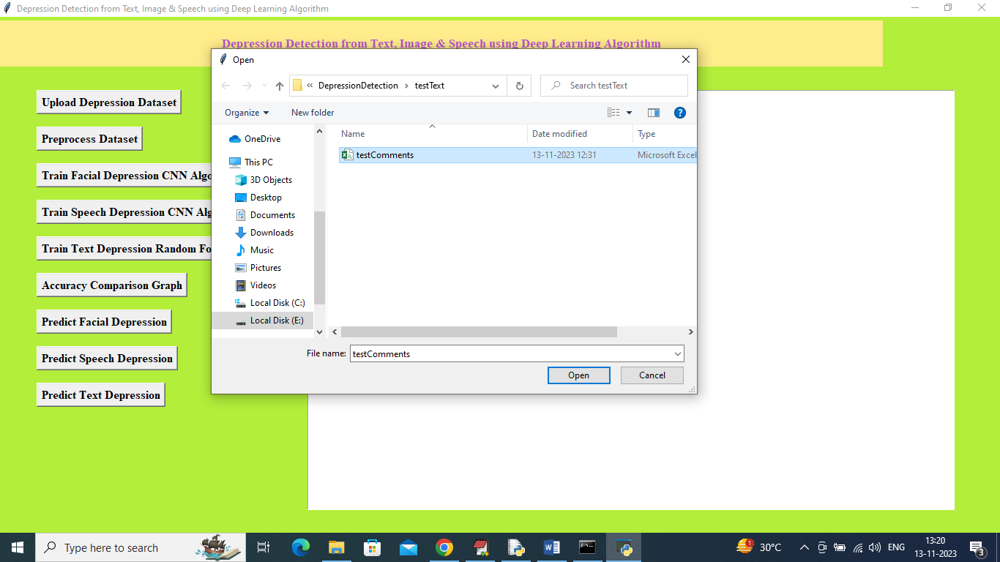 Depression Detection from Text, Image & Speech using Deep Learning Algorithm
Depression Detection from Text, Image & Speech using Deep Learning Algorithm
Upload Depression Dataset
Preprocess Dataset
Train Facial Depression CNN Algo
Train Speech Depression CNN Alg
Train Text Depression Random Fo
Accuracy Comparison Graph
Predict Facial Depression
Predict Speech Depression
Predict Text Depression
Open
« DepressionDetection › testText
Search testText
Organize
New folder
OneDrive
This PC
3D Objects
Desktop
Documents
Downloads
Music
Pictures
Videos
Local Disk (C:)
Local Disk (E:)
Name Date modified Type
testComments 13-11-2023 12:31 Microsoft Excel
File name: testComments
Open Cancel
Type here to search
1
30°C
ENG
13:20
13-11-2023
3